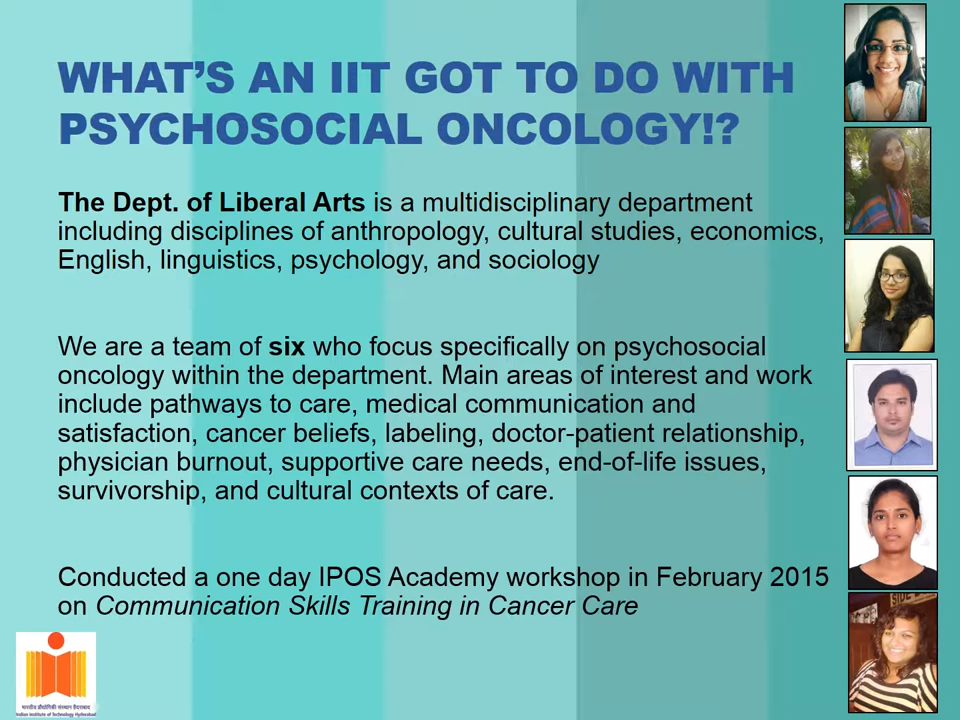 WHAT'S AN IIT GOT TO DO WITH
PSYCHOSOCIAL ONCOLOGY!?
The Dept. of Liberal Arts is a multidisciplinary department
including disciplines of anthropology, cultural studies, economics,
English, linguistics, psychology, and sociology
We are a team of six who focus specifically on psychosocial
oncology within the department. Main areas of interest and work
include pathways to care, medical communication and
satisfaction, cancer beliefs, labeling, doctor-patient relationship,
physician burnout, supportive care needs, end-of-life issues,
survivorship, and cultural contexts of care.
Conducted a one day IPOS Academy workshop in February 2015
on Communication Skills Training in Cancer Care
भारतीय प्रौद्योगिकी संस्थान हैदराबाद
Indian Institute of Technology Hyderabad